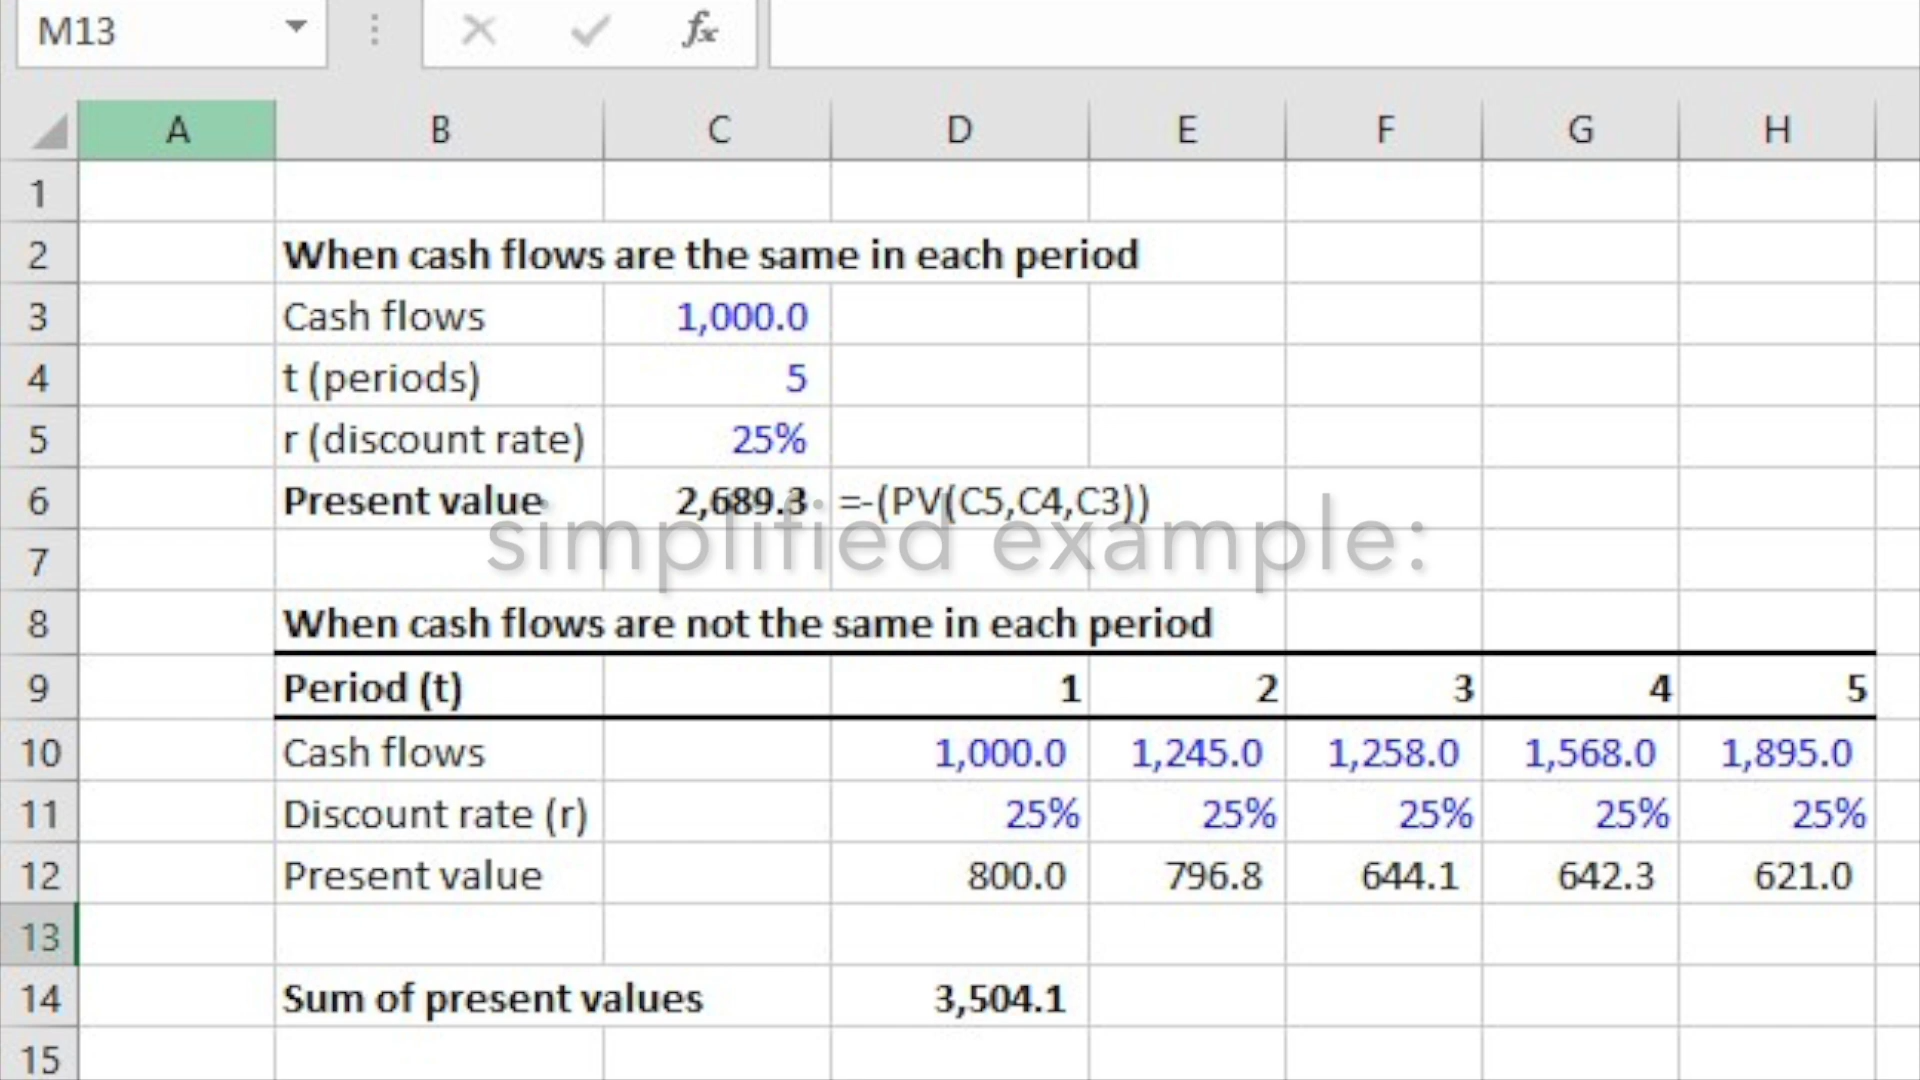 M13 fx
A B C D E F G H
1
2 When cash flows are the same in each period
3 Cash flows 1,000.0
4 t (periods) 5
5 r (discount rate) 25%
6 Present value 2,689.3 =-(PV(C5,C4,C3))
simplified example:
7
8 When cash flows are not the same in each period
9 Period (t) 1 2 3 4 5
10 Cash flows 1,000.0 1,245.0 1,258.0 1,568.0 1,895.0
11 Discount rate (r) 25% 25% 25% 25% 25%
12 Present value 800.0 796.8 644.1 642.3 621.0
13
14 Sum of present values 3,504.1
15